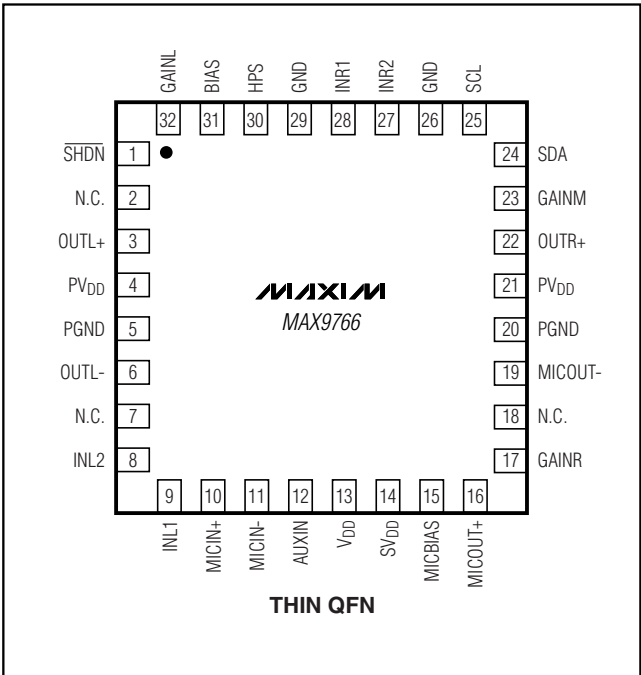 GAINL BIAS HPS GND INR1 INR2 GND SCL
32 31 30 29 28 27 26 25
SHDN 1 24 SDA
N.C. 2 23 GAINM
OUTL+ 3 22 OUTR+
PVDD 4 21 PVDD
MAXIM
MAX9766
PGND 5 20 PGND
OUTL- 6 19 MICOUT-
N.C. 7 18 N.C.
INL2 8 17 GAINR
9 10 11 12 13 14 15 16
INL1 MICIN+ MICIN- AUXIN VDD SVDD MICBIAS MICOUT+
THIN QFN